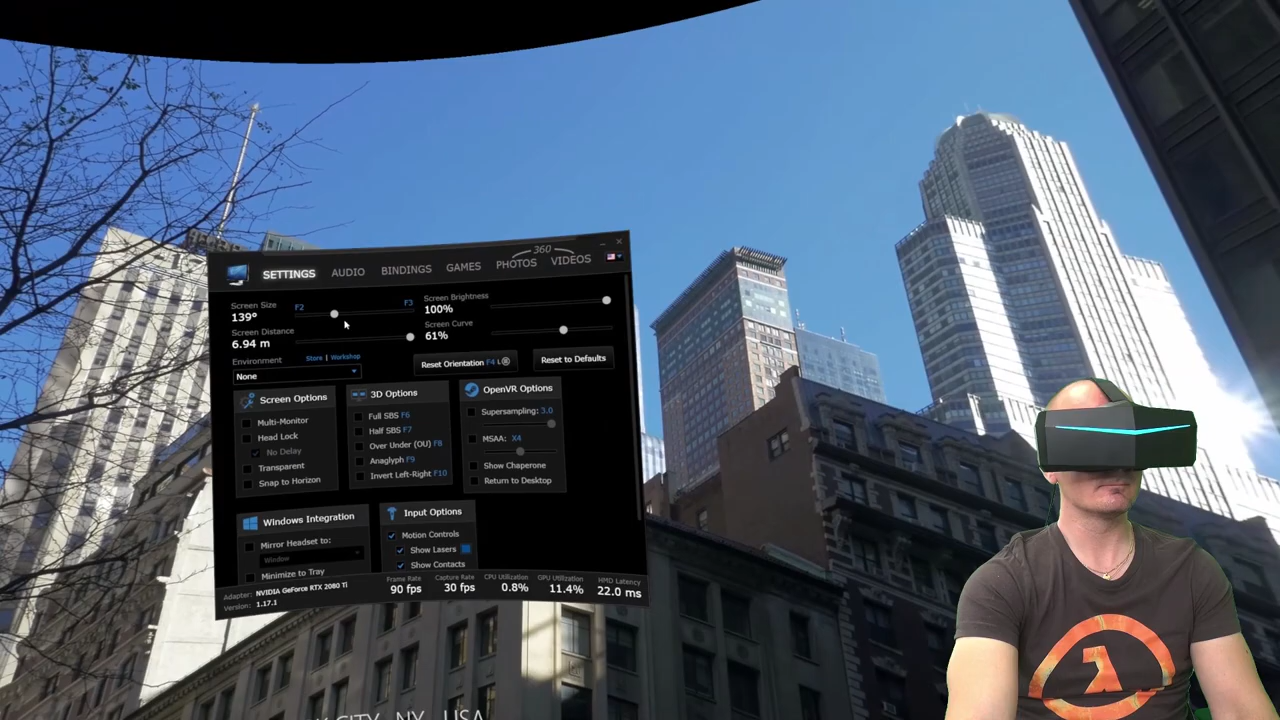 360
SETTINGS AUDIO BINDINGS GAMES PHOTOS VIDEOS
Screen Size F2 F3
139°
Screen Distance
6.94 m
Screen Brightness
100%
Screen Curve
61%
Environment Store | Workshop
None
Reset Orientation F4
Reset to Defaults
Screen Options
Multi-Monitor
Head Lock
No Delay
Transparent
Snap to Horizon
3D Options
Full SBS F6
Half SBS F7
Over Under (OU) F8
Anaglyph F9
Invert Left-Right F10
OpenVR Options
Supersampling: 3.0
MSAA: X4
Show Chaperone
Return to Desktop
Windows Integration
Mirror Headset to:
Window
Minimize to Tray
Input Options
Motion Controls
Show Lasers
Show Contacts
Adapter: NVIDIA GeForce RTX 2080 Ti
Version: 1.17.1
Frame Rate
90 fps
Capture Rate
30 fps
CPU Utilization
0.8%
GPU Utilization
11.4%
HMD Latency
22.0 ms
CITY, NY, USA